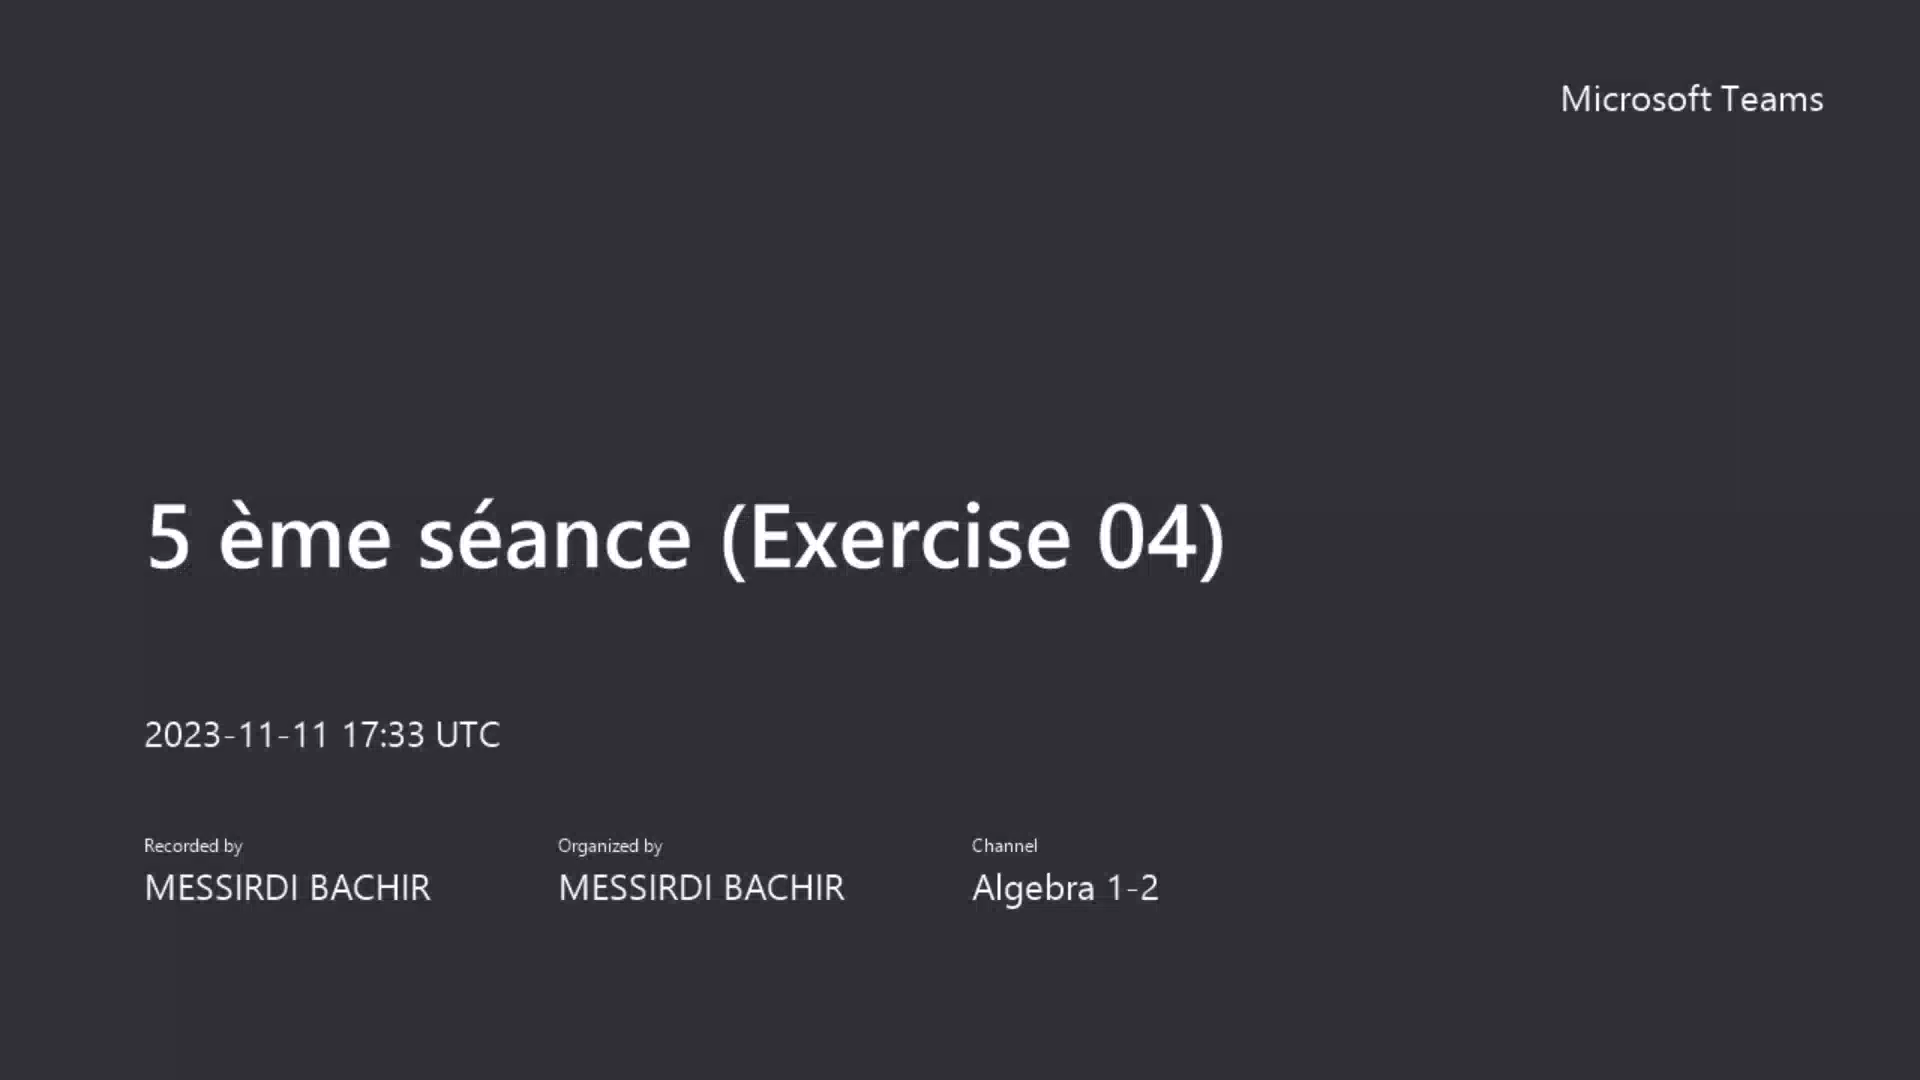 Microsoft Teams
5 ème séance (Exercise 04)
2023-11-11 17:33 UTC
Recorded by
MESSIRDI BACHIR
Organized by
MESSIRDI BACHIR
Channel
Algebra 1-2